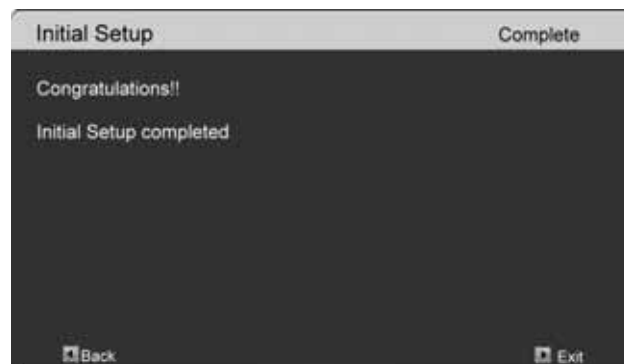 Initial Setup Complete
Congratulations!!
Initial Setup completed
Back Exit